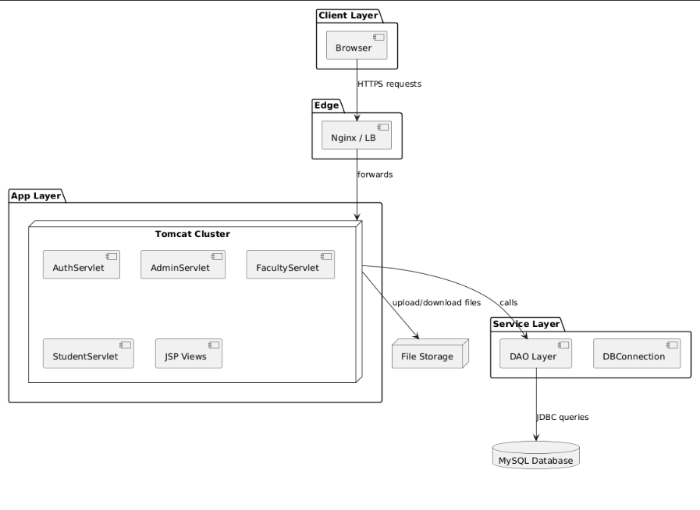 Client Layer
Browser
HTTPS requests
Edge
Nginx / LB
forwards
App Layer
Tomcat Cluster
AuthServlet
AdminServlet
FacultyServlet
StudentServlet
JSP Views
upload/download files
calls
File Storage
Service Layer
DAO Layer
DBConnection
JDBC queries
MySQL Database